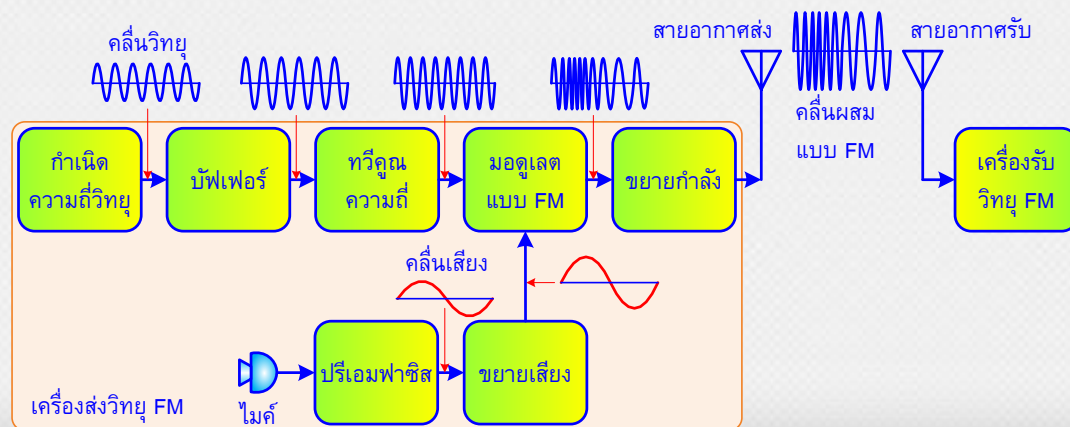 สายอากาศส่ง
สายอากาศรับ
คลื่นวิทยุ
คลื่นผสม
แบบ FM
กำเนิด
ความถี่วิทยุ
บัฟเฟอร์
ทวีคูณ
ความถี่
มอดูเลต
แบบ FM
ขยายกำลัง
เครื่องรับ
วิทยุ FM
คลื่นเสียง
ปรีเอมฟาซิส
ขยายเสียง
ไมค์
เครื่องส่งวิทยุ FM